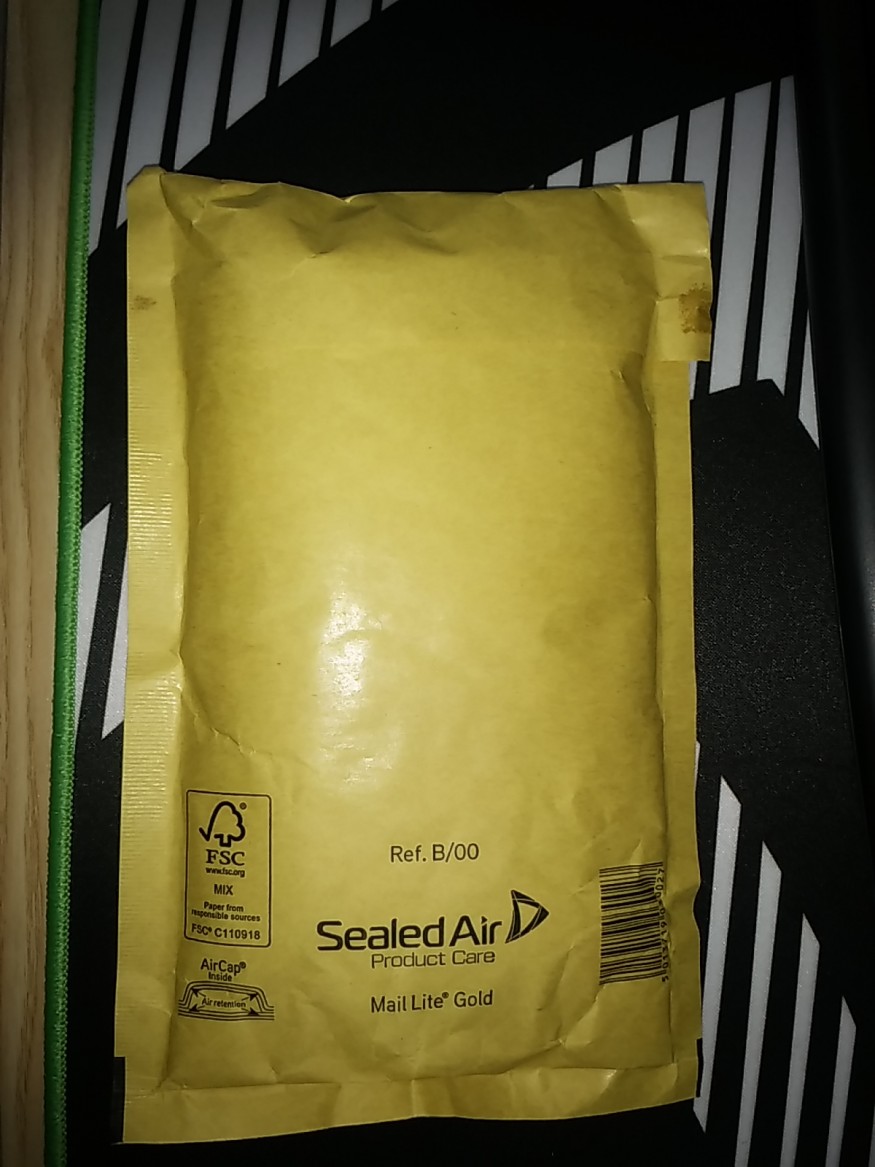 Ref. B/00
FSC®
www.fsc.org
MIX
Paper from
responsible sources
FSC® C110918
Sealed Air
Product Care
AirCap®
Inside
Air retention
Mail Lite® Gold